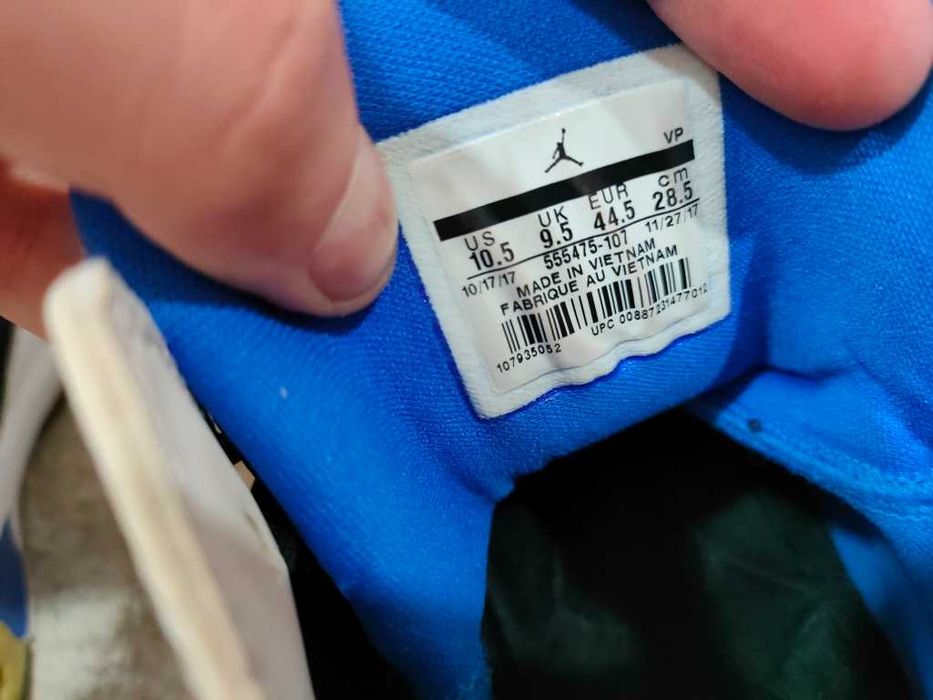 VP
US UK EUR cm
10.5 9.5 44.5 28.5
10/17/17 555475-107 11/27/17
MADE IN VIETNAM
FABRIQUE AU VIETNAM
107935052 UPC 00887231477012